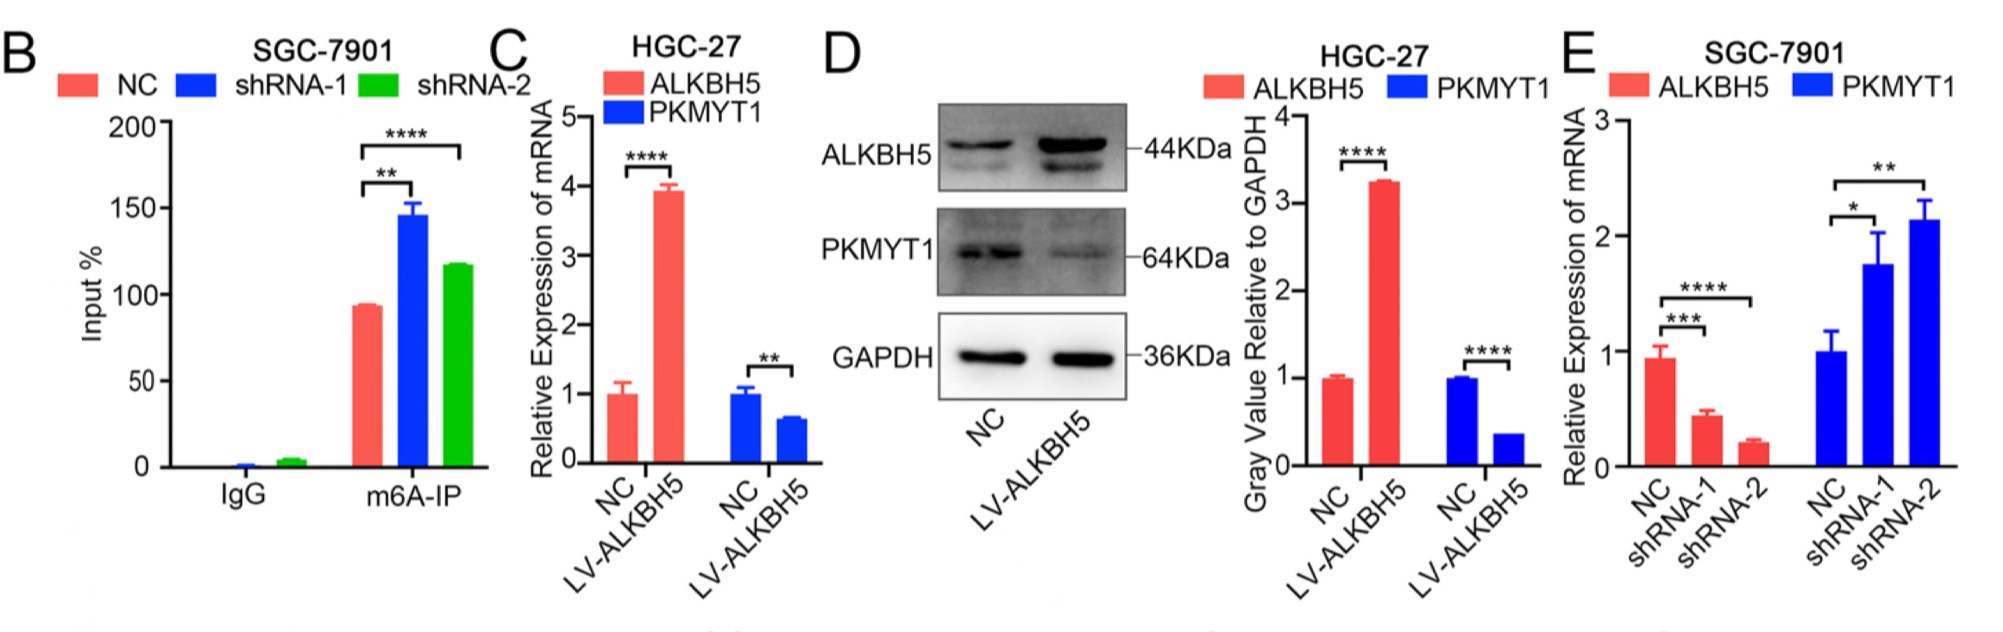 B
SGC-7901
NC shRNA-1 shRNA-2
200
150
100
50
0
Input %
**
****
IgG m6A-IP
C
HGC-27
ALKBH5
PKMYT1
5
4
3
2
1
0
Relative Expression of mRNA
****
**
NC LV-ALKBH5 NC LV-ALKBH5
D
ALKBH5 44KDa
PKMYT1 64KDa
GAPDH 36KDa
NC LV-ALKBH5
HGC-27
ALKBH5 PKMYT1
4
3
2
1
0
Gray Value Relative to GAPDH
****
****
NC LV-ALKBH5 NC LV-ALKBH5
E
SGC-7901
ALKBH5 PKMYT1
3
2
1
0
Relative Expression of mRNA
****
***
**
*
NC shRNA-1 shRNA-2 NC shRNA-1 shRNA-2